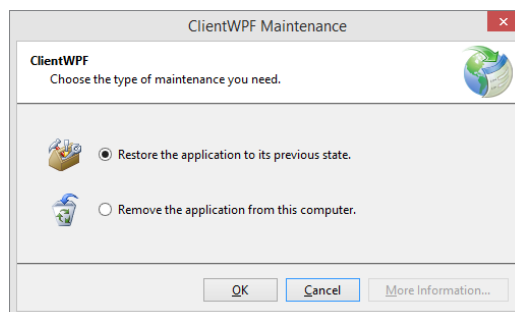 ClientWPF Maintenance
ClientWPF
Choose the type of maintenance you need.
Restore the application to its previous state.
Remove the application from this computer.
OK
Cancel
More Information...